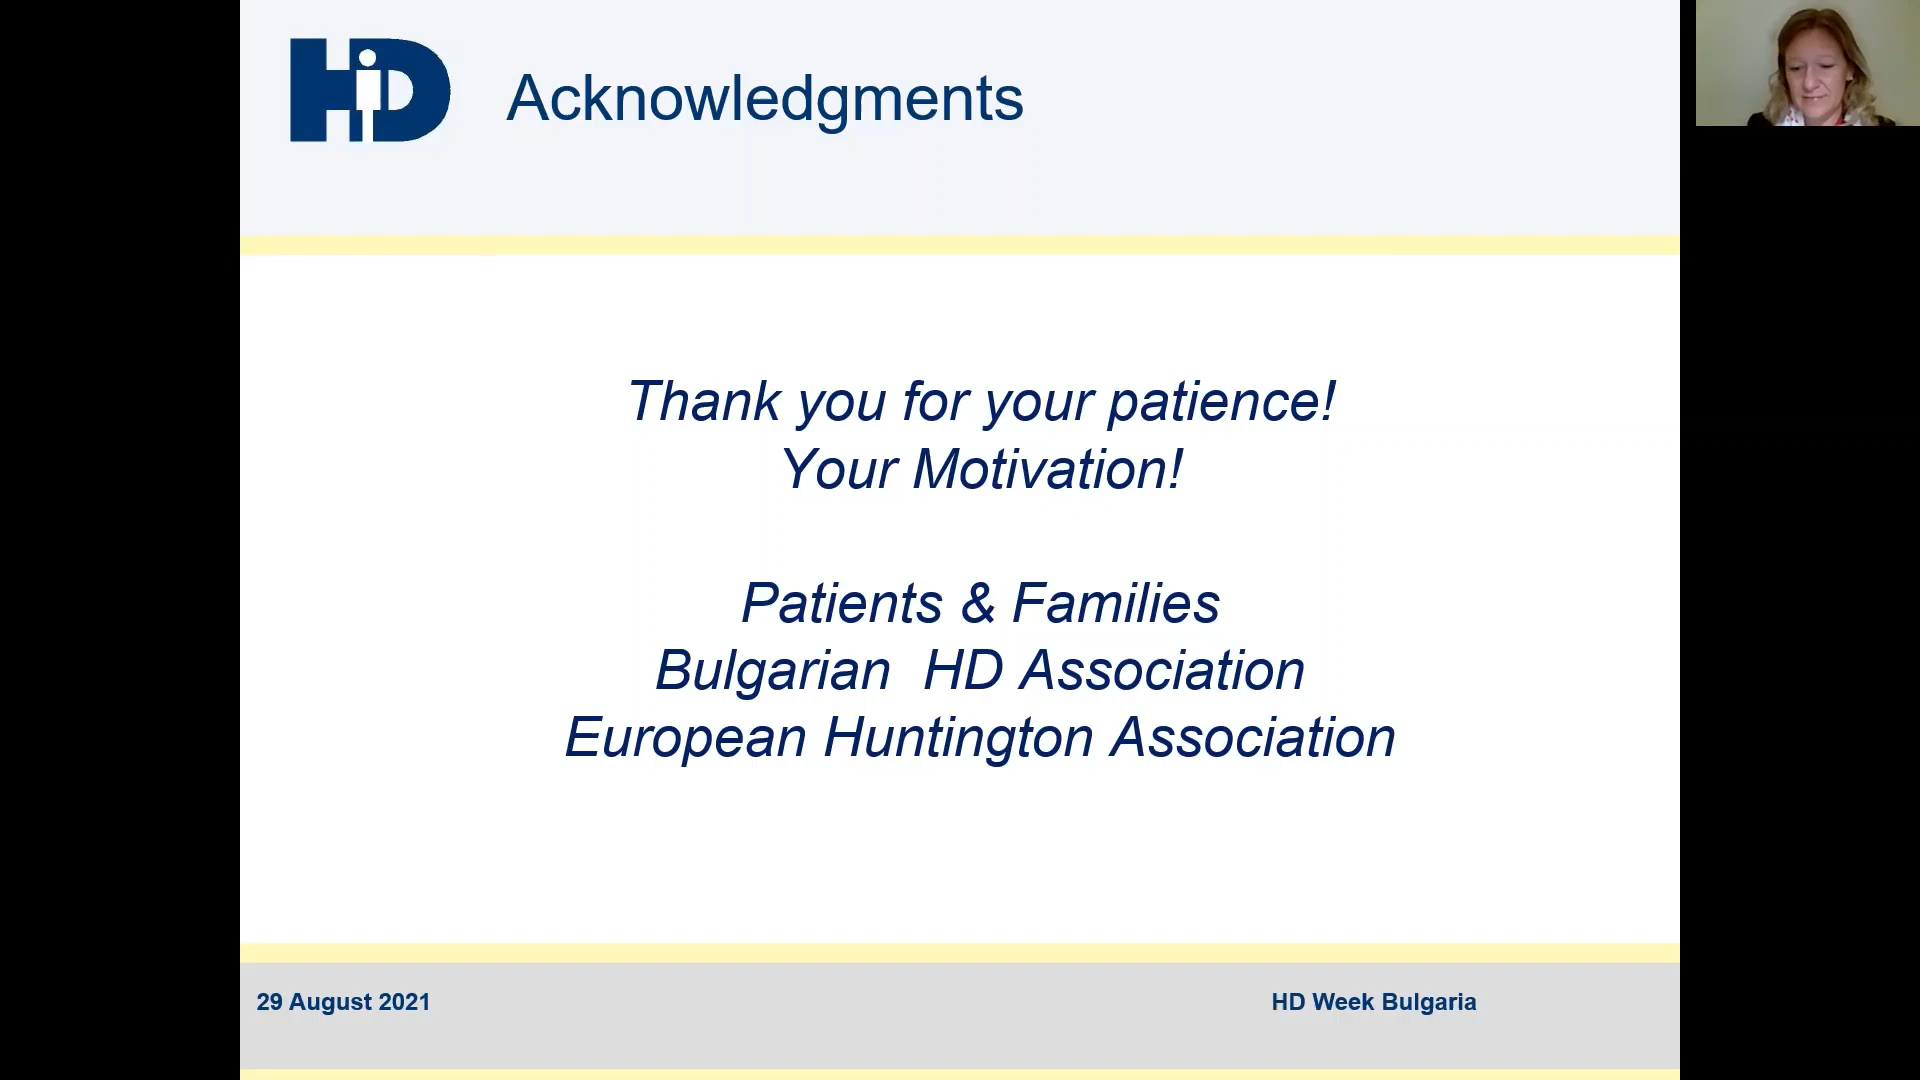 HD
Acknowledgments
Thank you for your patience!
Your Motivation!
Patients & Families
Bulgarian  HD Association
European Huntington Association
29 August 2021
HD Week Bulgaria